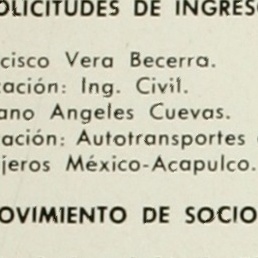 OLICITUDES DE INGRESO
cisco Vera Becerra.
ación: Ing. Civil.
ano Angeles Cuevas.
ación: Autotransportes
jeros México-Acapulco.
OVIMIENTO DE SOCIO